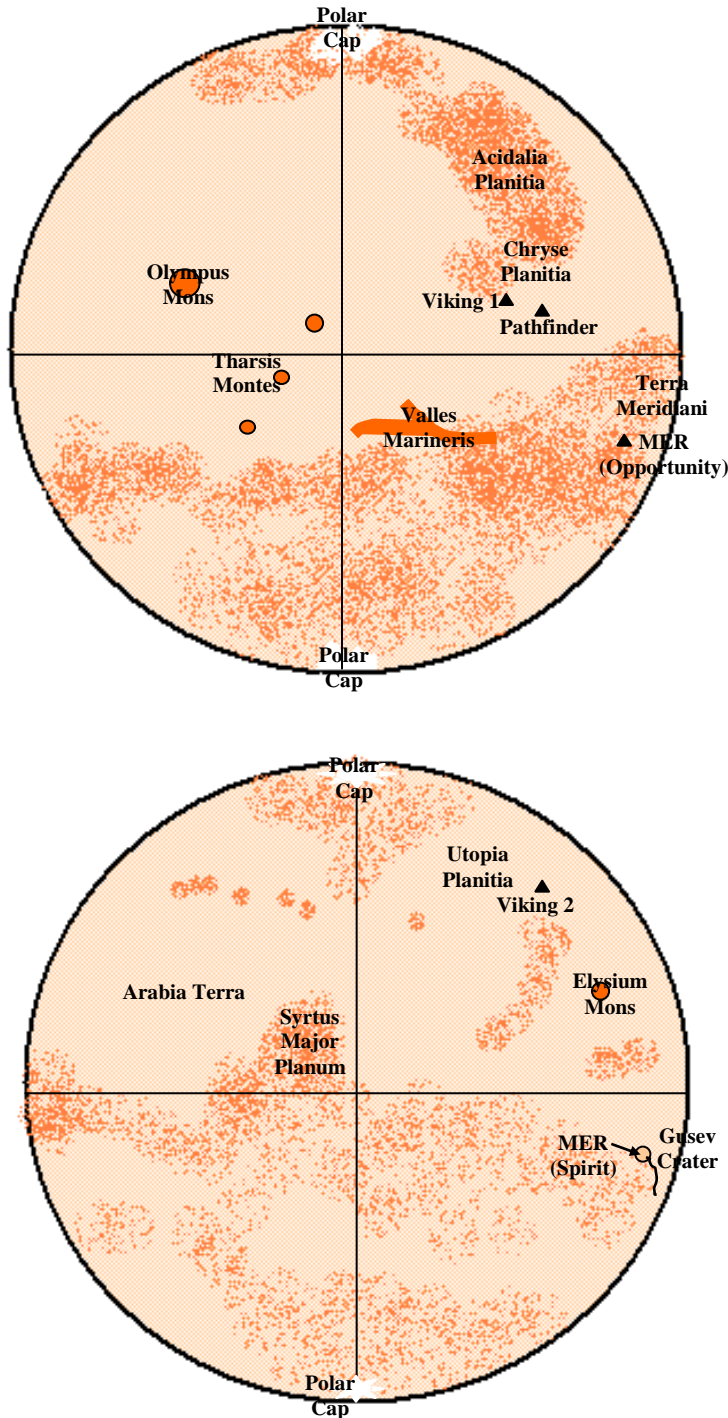 Polar
Cap
Acidalia
Planitia
Chryse
Planitia
Olympus
Mons
Viking 1
Pathfinder
Tharsis
Montes
Terra
Meridiani
Valles
Marineris
MER
(Opportunity)
Polar
Cap
Polar
Cap
Utopia
Planitia
Viking 2
Arabia Terra
Elysium
Mons
Syrtus
Major
Planum
MER
(Spirit)
Gusev
Crater
Polar
Cap